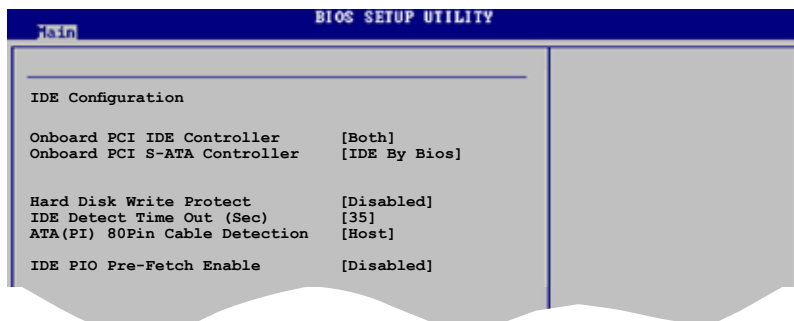 BIOS SETUP UTILITY
Main
IDE Configuration
Onboard PCI IDE Controller [Both]
Onboard PCI S-ATA Controller [IDE By Bios]
Hard Disk Write Protect [Disabled]
IDE Detect Time Out (Sec) [35]
ATA(PI) 80Pin Cable Detection [Host]
IDE PIO Pre-Fetch Enable [Disabled]